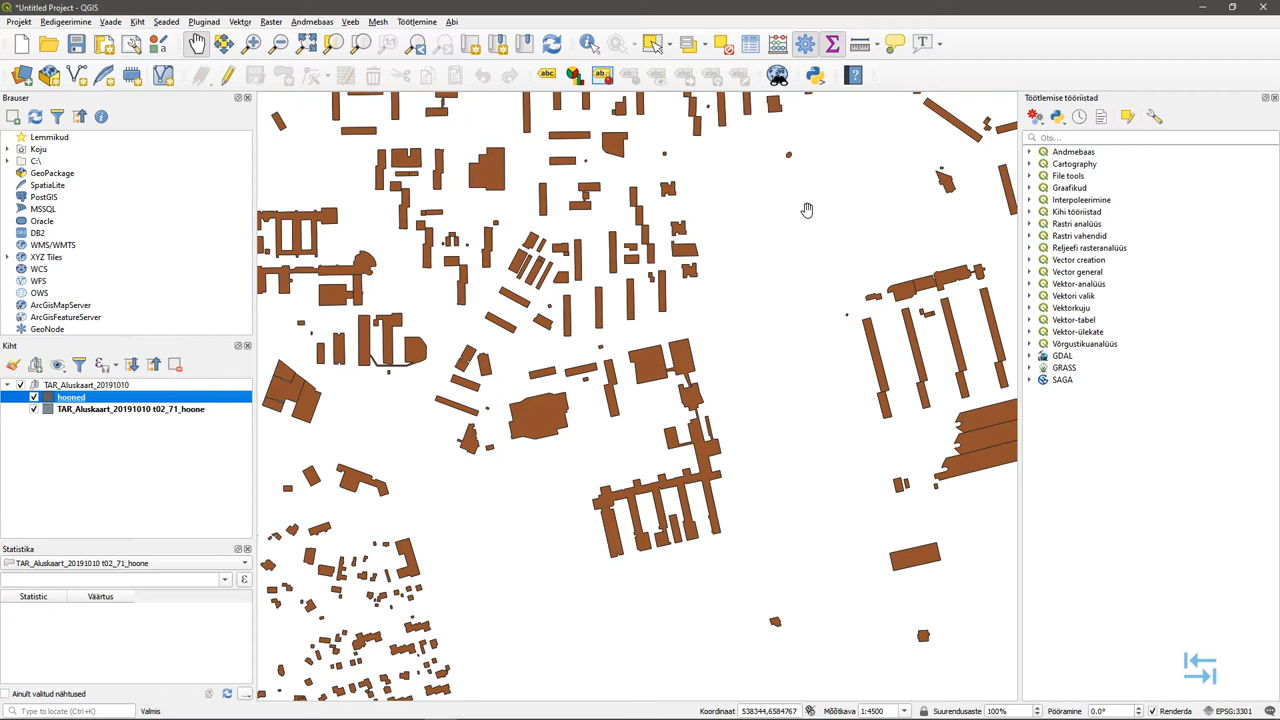 *Untitled Project - QGIS
Projekt Redigeerimine Vaade Kiht Seaded Pluginad Vektor Raster Andmebaas Veeb Mesh Töötlemine Abi
Brauser
Lemmikud
Koju
C:\
GeoPackage
SpatiaLite
PostGIS
MSSQL
Oracle
DB2
WMS/WMTS
XYZ Tiles
WCS
WFS
OWS
ArcGisMapServer
ArcGisFeatureServer
GeoNode
Kiht
TAR_Aluskaart_20191010
hooned
TAR_Aluskaart_20191010 t02_71_hoone
Statistika
TAR_Aluskaart_20191010 t02_71_hoone
Statistic Väärtus
Ainult valitud nähtused
Töötlemise tööriistad
Otsi...
Andmebaas
Cartography
File tools
Graafikud
Interpoleerimine
Kihi tööriistad
Rastri analüüs
Rastri vahendid
Reljeefi rasteranalüüs
Vector creation
Vector general
Vektor-analüüs
Vektori valik
Vektorkuju
Vektor-tabel
Vektor-ülekate
Võrgustikuanalüüs
GDAL
GRASS
SAGA
Type to locate (Ctrl+K) Valmis Koordinaat 538344,6584767 Mõõtkava 1:4500 Suurendusaste 100% Pööramine 0.0° Renderda EPSG:3301